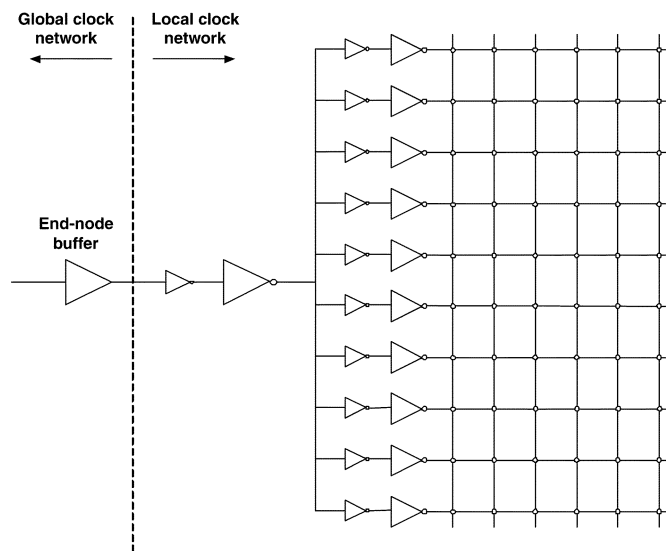 Global clock
network
Local clock
network
End-node
buffer